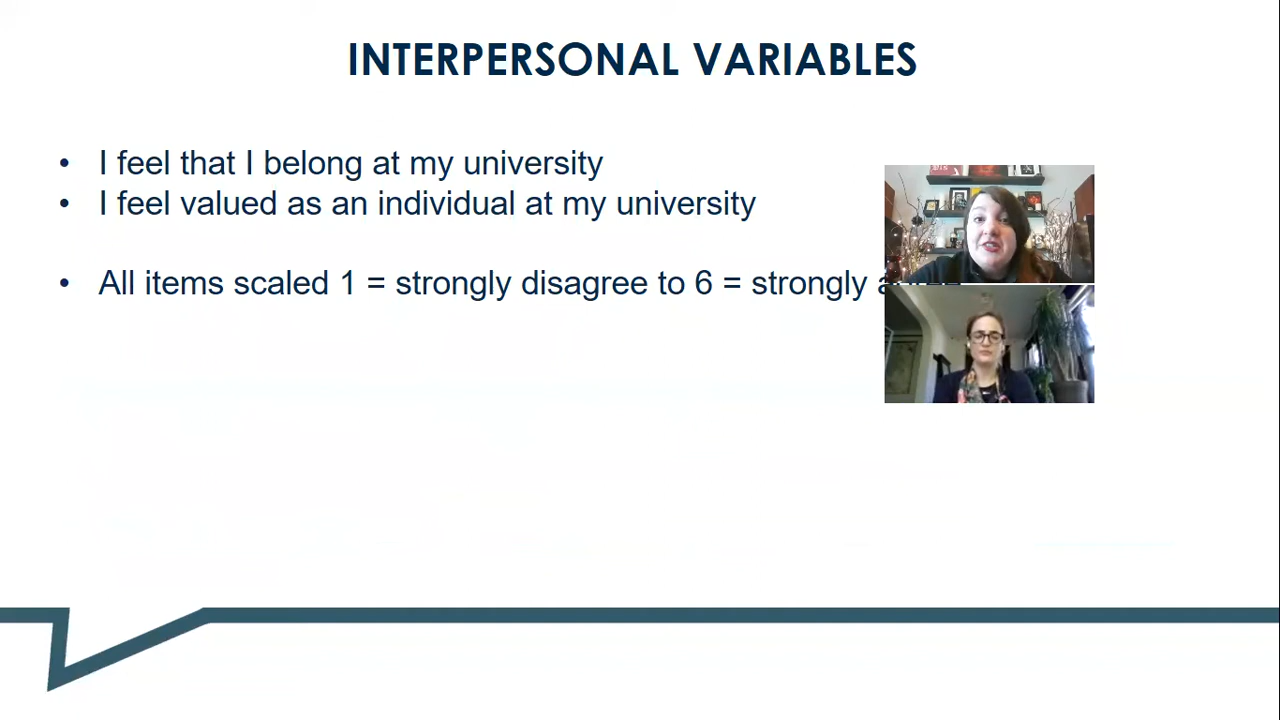 INTERPERSONAL VARIABLES
• I feel that I belong at my university
• I feel valued as an individual at my university
• All items scaled 1 = strongly disagree to 6 = strongly